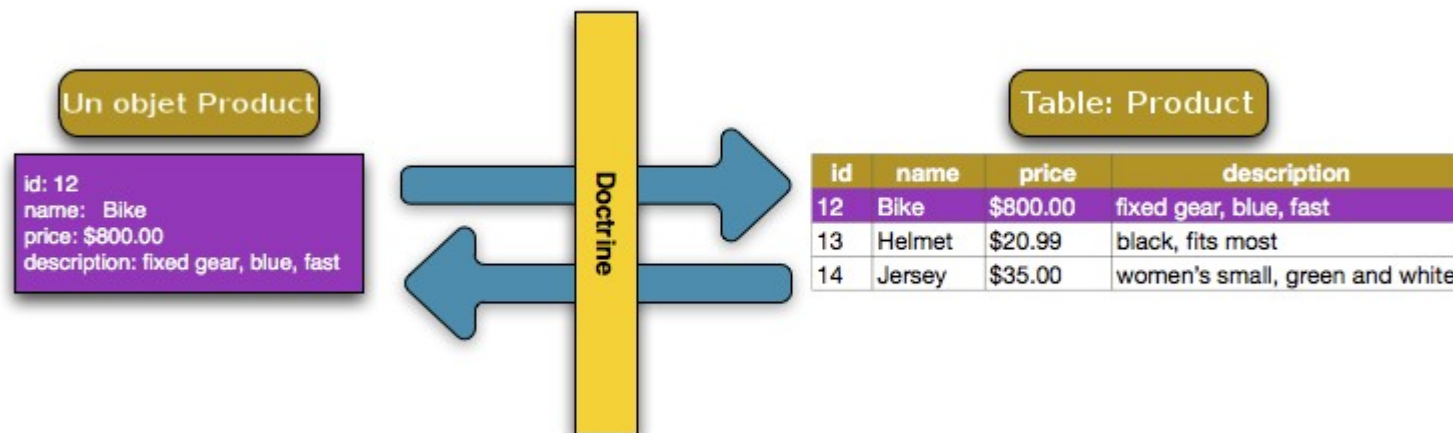 Un objet Product
id: 12
name: Bike
price: $800.00
description: fixed gear, blue, fast
Doctrine
Table: Product
id name price description
12 Bike $800.00 fixed gear, blue, fast
13 Helmet $20.99 black, fits most
14 Jersey $35.00 women's small, green and white